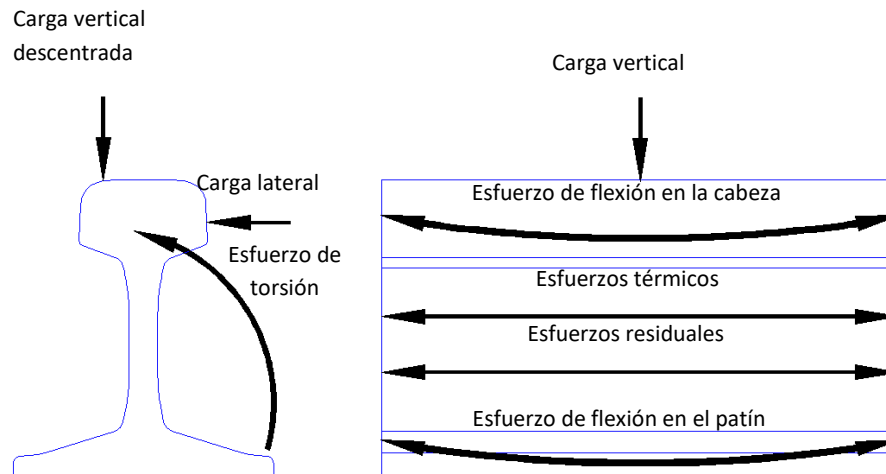 Carga vertical
descentrada
Carga lateral
Esfuerzo de
torsión
Carga vertical
Esfuerzo de flexión en la cabeza
Esfuerzos térmicos
Esfuerzos residuales
Esfuerzo de flexión en el patín